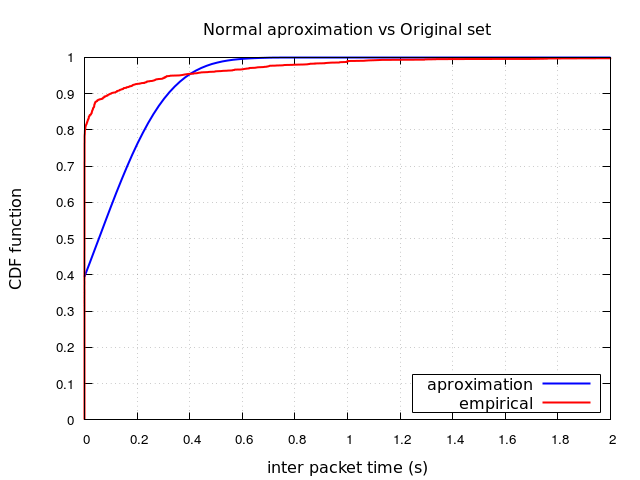 Normal aproximation vs Original set
CDF function
1
0.9
0.8
0.7
0.6
0.5
0.4
0.3
0.2
0.1
0
aproximation
empirical
0 0.2 0.4 0.6 0.8 1 1.2 1.4 1.6 1.8 2
inter packet time (s)